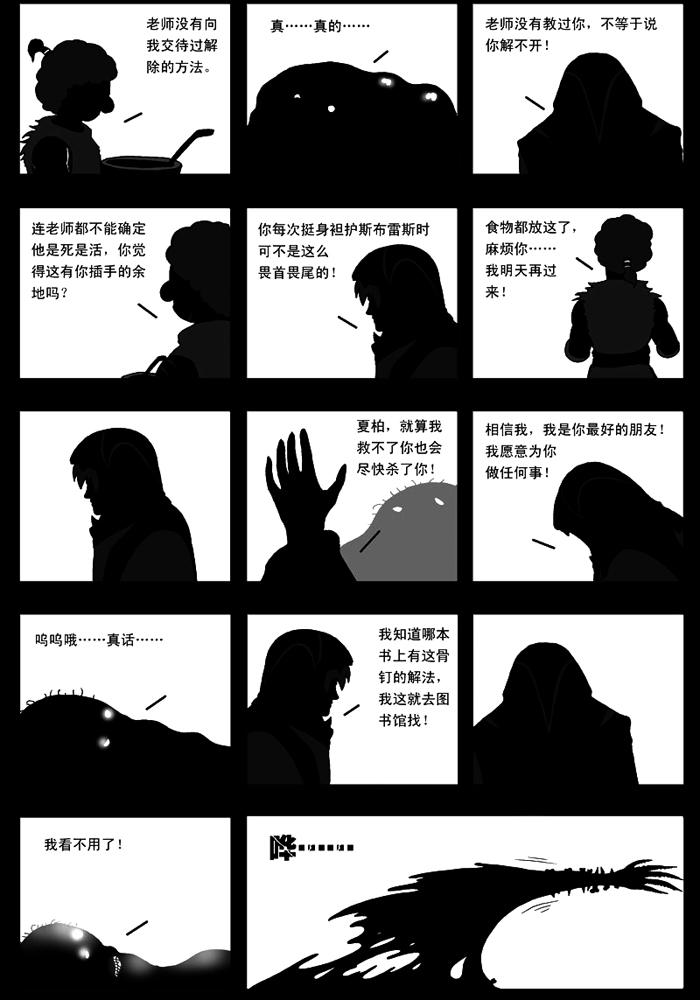 老师没有向
我交待过解
除的方法。
真……真的……
老师没有教过你，不等于说
你解不开！
连老师都不能确定
他是死是活，你觉
得这有你插手的余
地吗？
你每次挺身袒护斯布雷斯时
可不是这么
畏首畏尾的！
食物都放这了，
麻烦你……
我明天再过
来！
夏柏，就算我
救不了你也会
尽快杀了你！
相信我，我是你最好的朋友！
我愿意为你
做任何事！
呜呜哦……真话……
我知道哪本
书上有这骨
钉的解法，
我这就去图
书馆找！
我看不用了！
哗……